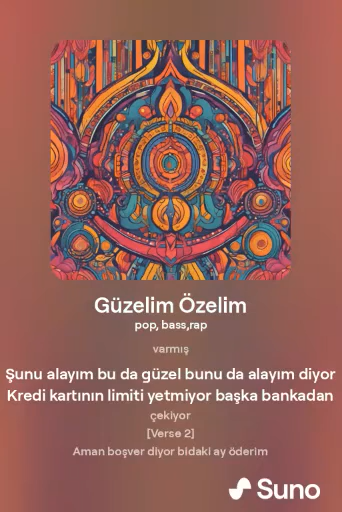 Güzelim Özelim
pop, bass,rap
varmış
Şunu alayım bu da güzel bunu da alayım diyor
Kredi kartının limiti yetmiyor başka bankadan
çekiyor
[Verse 2]
Aman boşver diyor bidaki ay öderim
Suno